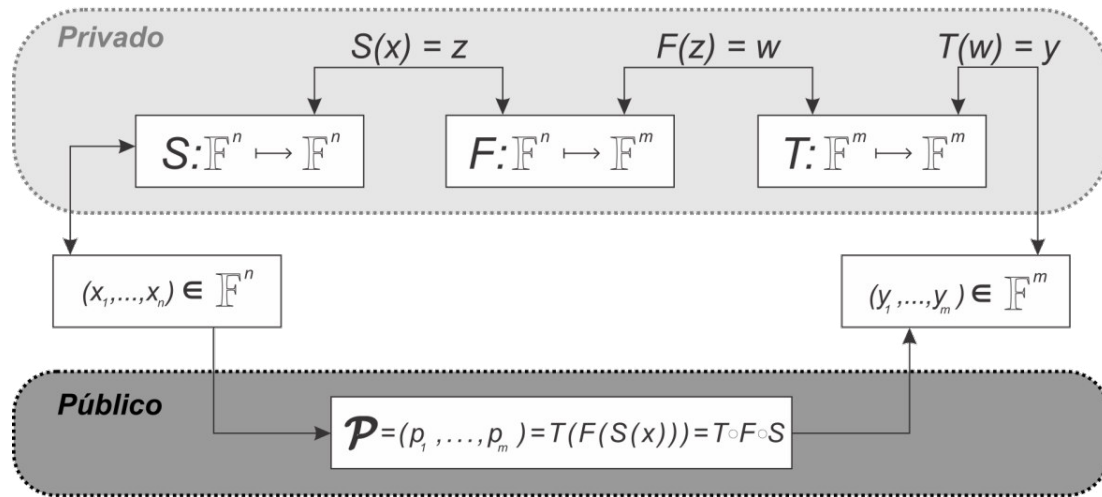 Privado
S(x) = z
F(z) = w
T(w) = y
S: 𝔽ⁿ ⟼ 𝔽ⁿ
F: 𝔽ⁿ ⟼ 𝔽ᵐ
T: 𝔽ᵐ ⟼ 𝔽ᵐ
(x₁,...,xₙ) ∈ 𝔽ⁿ
(y₁,...,yₘ) ∈ 𝔽ᵐ
Público
𝓟=(p₁,...,pₘ)=T(F(S(x)))=T∘F∘S